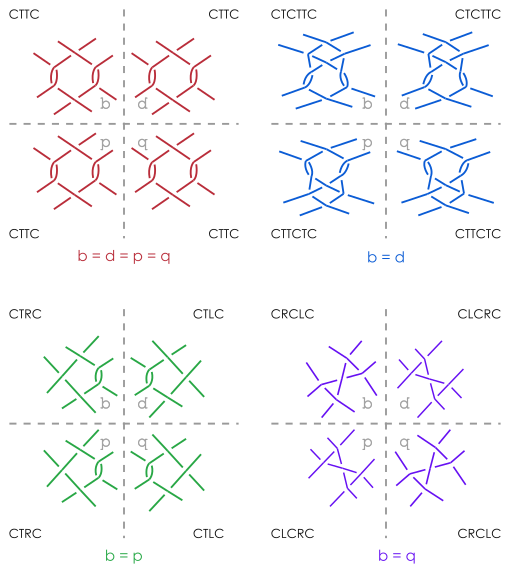 CTTC CTTC CTCTTC CTCTTC
b d b d
p q p q
CTTC CTTC CTTCTC CTTCTC
b = d = p = q b = d
CTRC CTLC CRCLC CLCRC
b d b d
p q p q
CTRC CTLC CLCRC CRCLC
b = p b = q